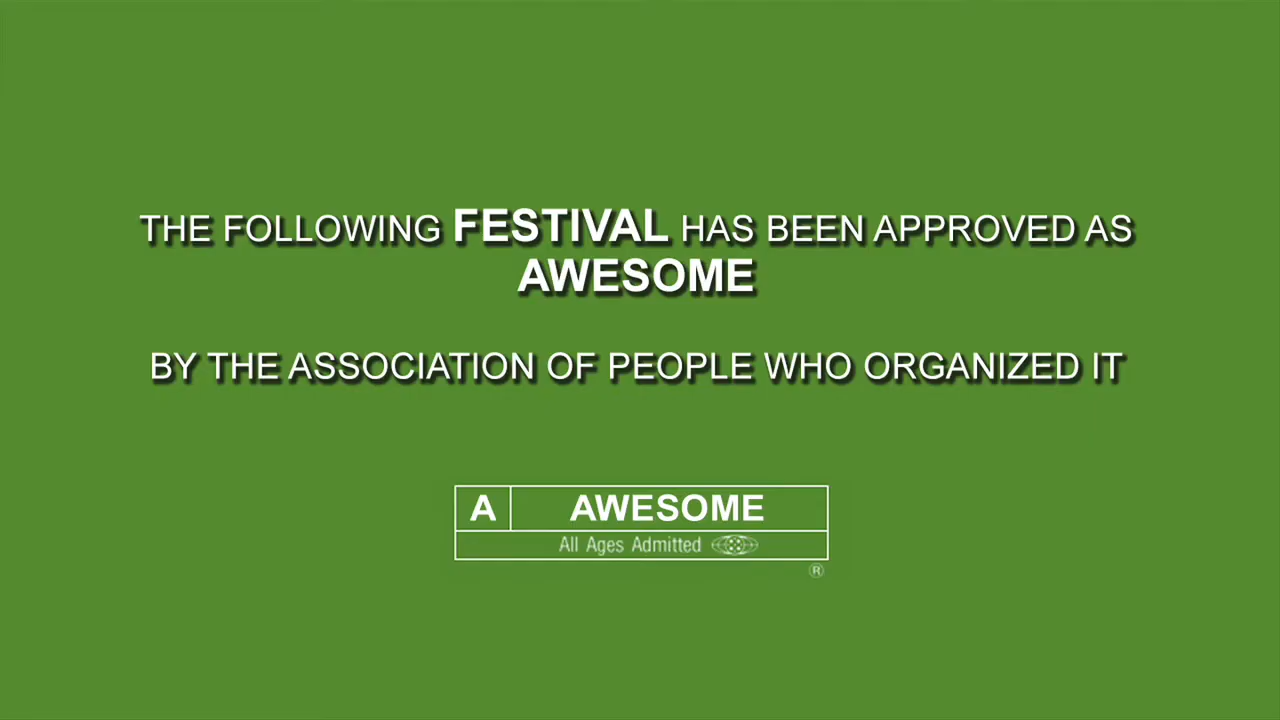 THE FOLLOWING FESTIVAL HAS BEEN APPROVED AS
AWESOME
BY THE ASSOCIATION OF PEOPLE WHO ORGANIZED IT
A AWESOME
All Ages Admitted
®